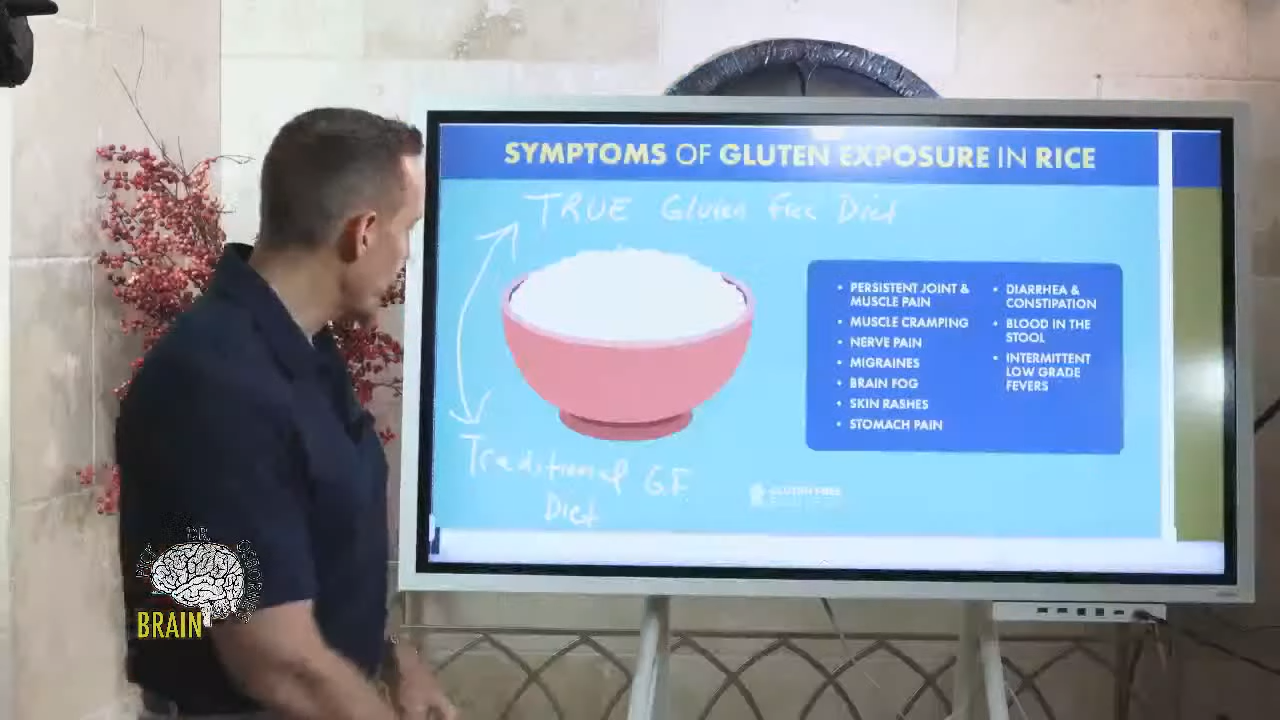 SYMPTOMS OF GLUTEN EXPOSURE IN RICE
TRUE Gluten Free Diet
• PERSISTENT JOINT &
MUSCLE PAIN
• MUSCLE CRAMPING
• NERVE PAIN
• MIGRAINES
• BRAIN FOG
• SKIN RASHES
• STOMACH PAIN
• DIARRHEA &
CONSTIPATION
• BLOOD IN THE
STOOL
• INTERMITTENT
LOW GRADE
FEVERS
Traditional G.F
Diet
GLUTEN FREE
BRAIN